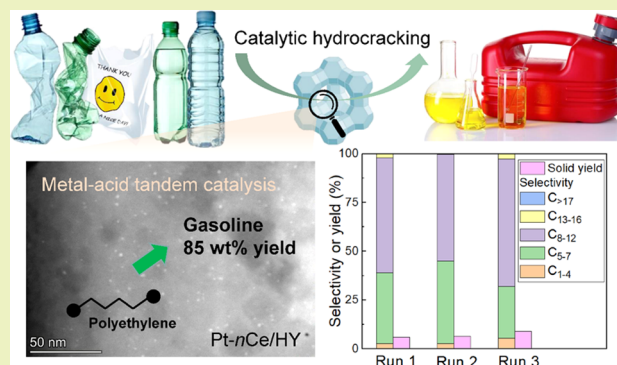 THANK YOU
Catalytic hydrocracking
Metal-acid tandem catalysis
Gasoline
85 wt% yield
Polyethylene
50 nm
Pt-nCe/HY
Selectivity or yield (%)
100
75
50
25
0
Solid yield
Selectivity
C>17
C13-16
C8-12
C5-7
C1-4
Run 1
Run 2
Run 3